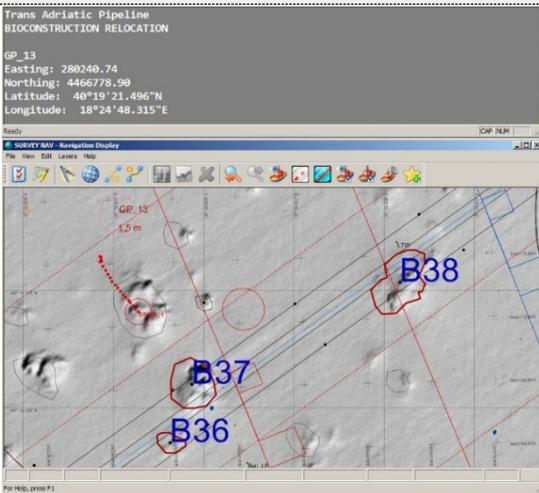 Trans Adriatic Pipeline
BIOCONSTRUCTION RELOCATION
GP_13
Easting: 280240.74
Northing: 4466778.90
Latitude: 40°19'21.496"N
Longitude: 18°24'48.315"E
Ready
CAP NUM
SURVEY NAV - Navigation Display
File View Edit Layers Help
GP_13
1,5 m
B38
B37
B36
For Help, press F1